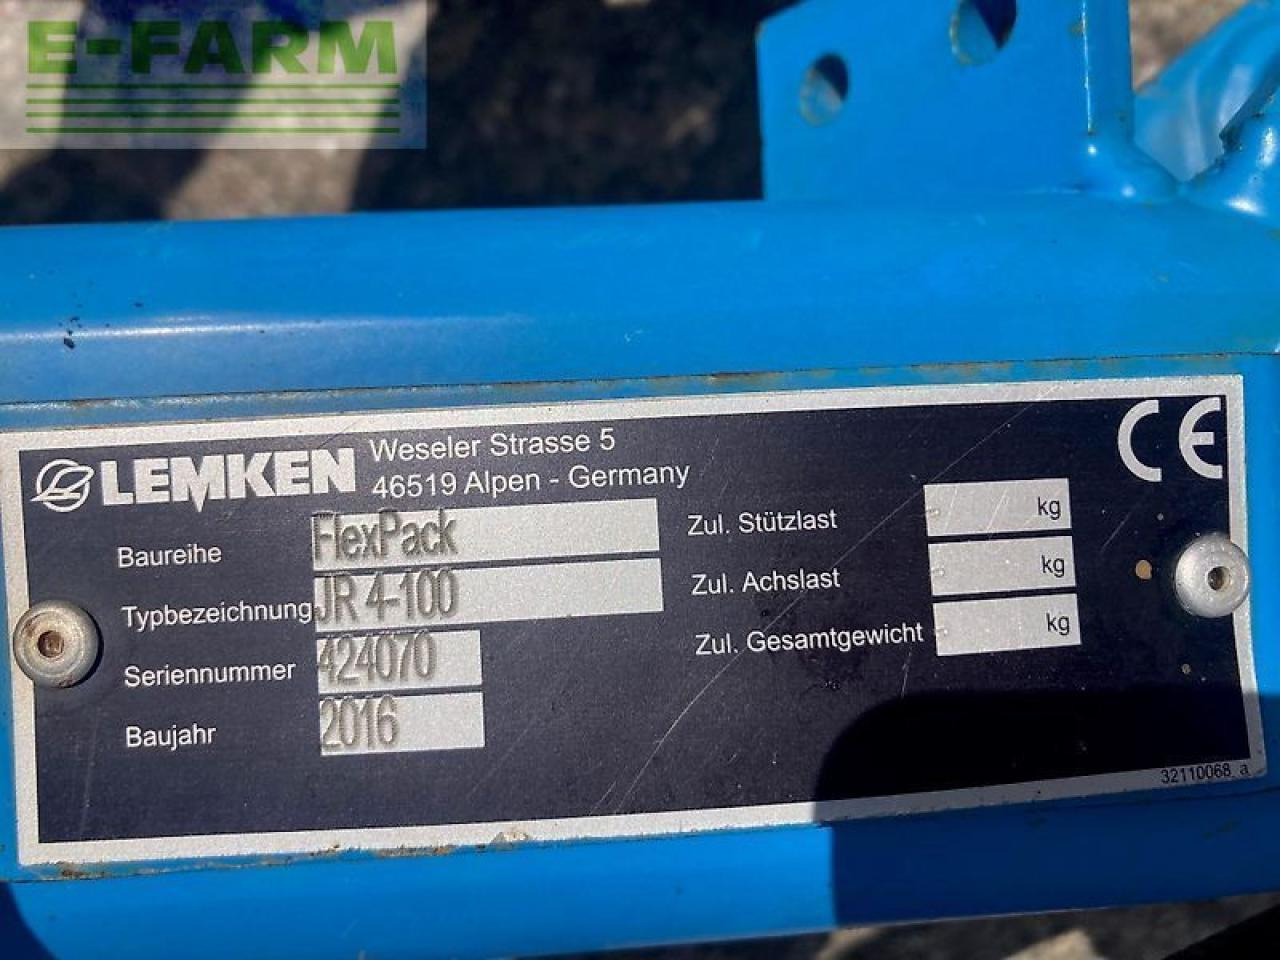 E-FARM
LEMKEN
Weseler Strasse 5
46519 Alpen - Germany
CE
Baureihe FlexPack
Typbezeichnung JR 4-100
Seriennummer 424070
Baujahr 2016
Zul. Stützlast - kg
Zul. Achslast - kg
Zul. Gesamtgewicht - kg
32110068 a